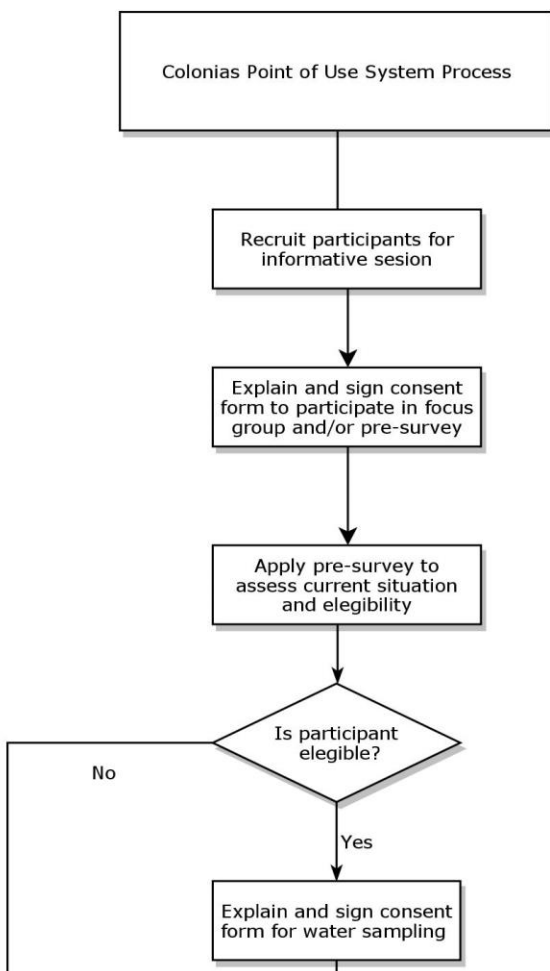 Colonias Point of Use System Process
Recruit participants for
informative sesion
Explain and sign consent
form to participate in focus
group and/or pre-survey
Apply pre-survey to
assess current situation
and elegibility
Is participant
elegible?
No
Yes
Explain and sign consent
form for water sampling